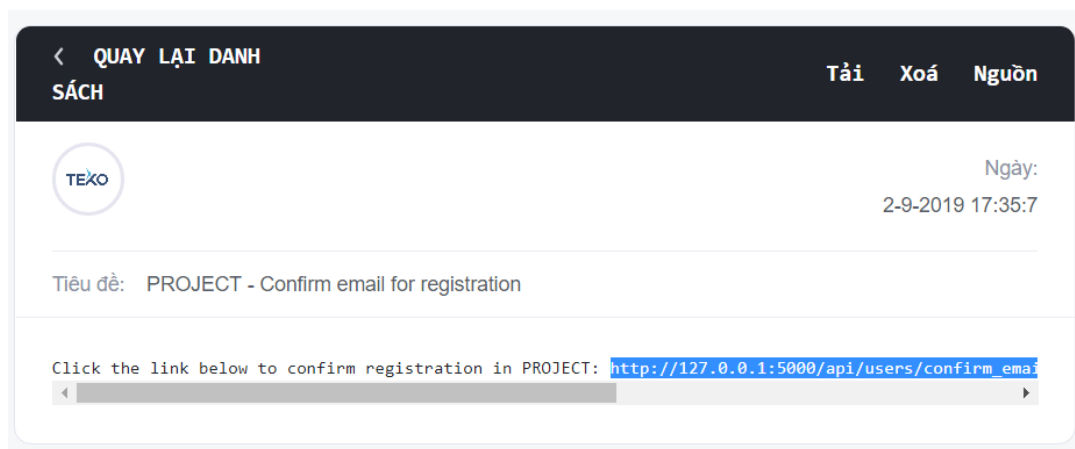 < QUAY LẠI DANH
SÁCH
Tải Xoá Nguồn
TEXO
Ngày:
2-9-2019 17:35:7
Tiêu đề: PROJECT - Confirm email for registration
Click the link below to confirm registration in PROJECT: http://127.0.0.1:5000/api/users/confirm_emai